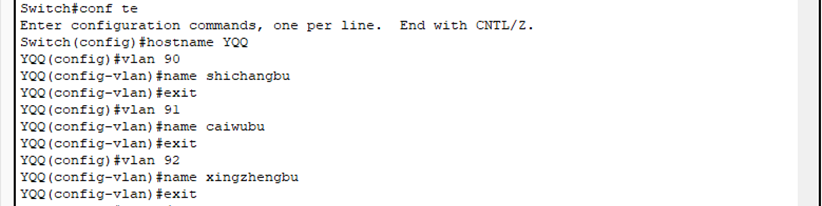 Switch#conf te
Enter configuration commands, one per line.  End with CNTL/Z.
Switch(config)#hostname YQQ
YQQ(config)#vlan 90
YQQ(config-vlan)#name shichangbu
YQQ(config-vlan)#exit
YQQ(config)#vlan 91
YQQ(config-vlan)#name caiwubu
YQQ(config-vlan)#exit
YQQ(config)#vlan 92
YQQ(config-vlan)#name xingzhengbu
YQQ(config-vlan)#exit